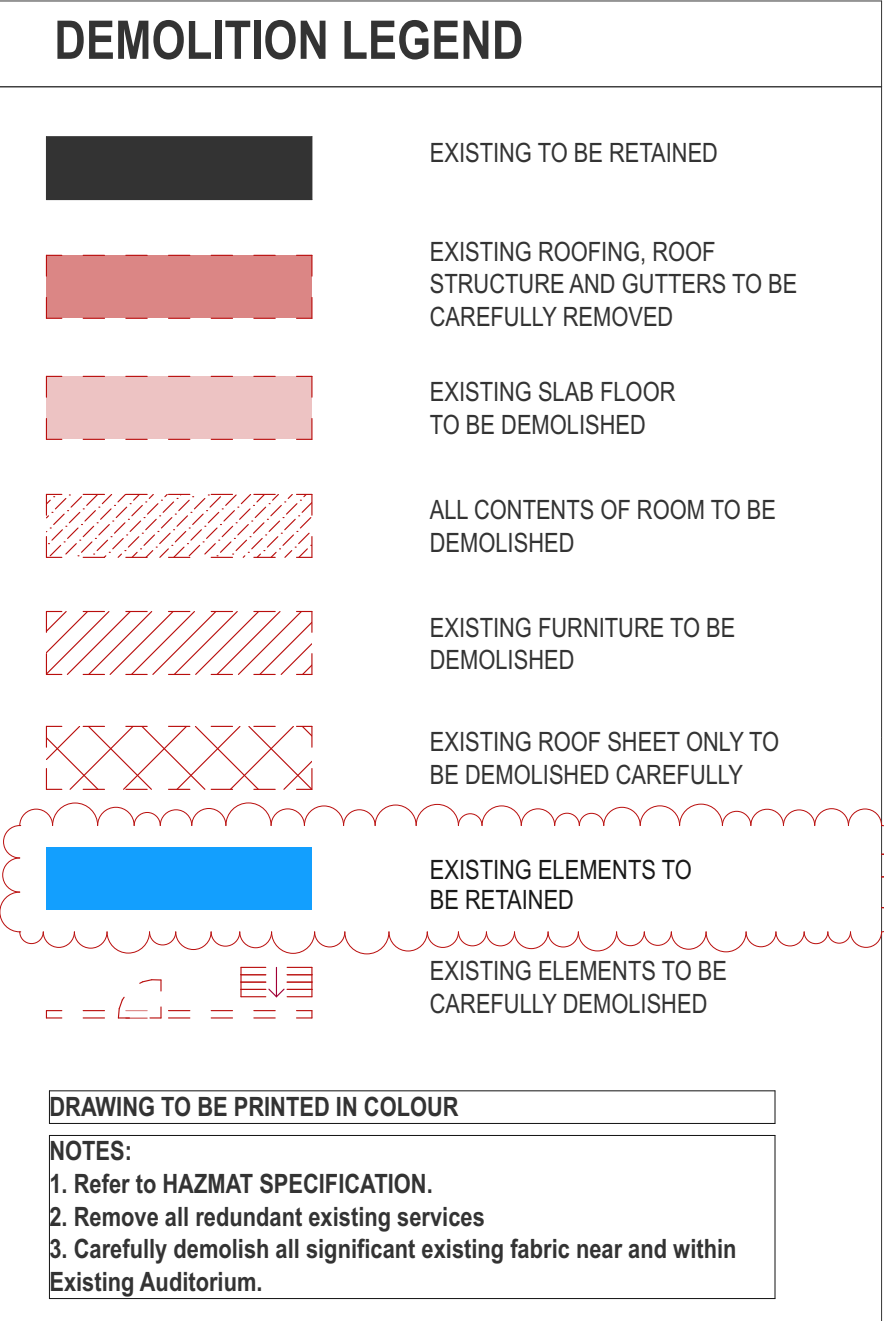 DEMOLITION LEGEND
EXISTING TO BE RETAINED
EXISTING ROOFING, ROOF
STRUCTURE AND GUTTERS TO BE
CAREFULLY REMOVED
EXISTING SLAB FLOOR
TO BE DEMOLISHED
ALL CONTENTS OF ROOM TO BE
DEMOLISHED
EXISTING FURNITURE TO BE
DEMOLISHED
EXISTING ROOF SHEET ONLY TO
BE DEMOLISHED CAREFULLY
EXISTING ELEMENTS TO
BE RETAINED
EXISTING ELEMENTS TO BE
CAREFULLY DEMOLISHED
DRAWING TO BE PRINTED IN COLOUR
NOTES:
1. Refer to HAZMAT SPECIFICATION.
2. Remove all redundant existing services
3. Carefully demolish all significant existing fabric near and within
Existing Auditorium.